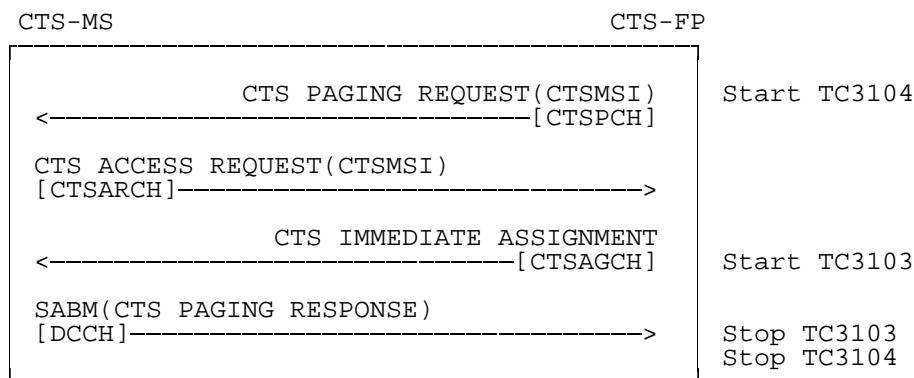 CTS-MS CTS-FP
CTS PAGING REQUEST(CTSMSI) Start TC3104
[CTSPCH]
CTS ACCESS REQUEST(CTSMSI)
[CTSARCH]
CTS IMMEDIATE ASSIGNMENT
[CTSAGCH] Start TC3103
SABM(CTS PAGING RESPONSE)
[DCCH] Stop TC3103
Stop TC3104